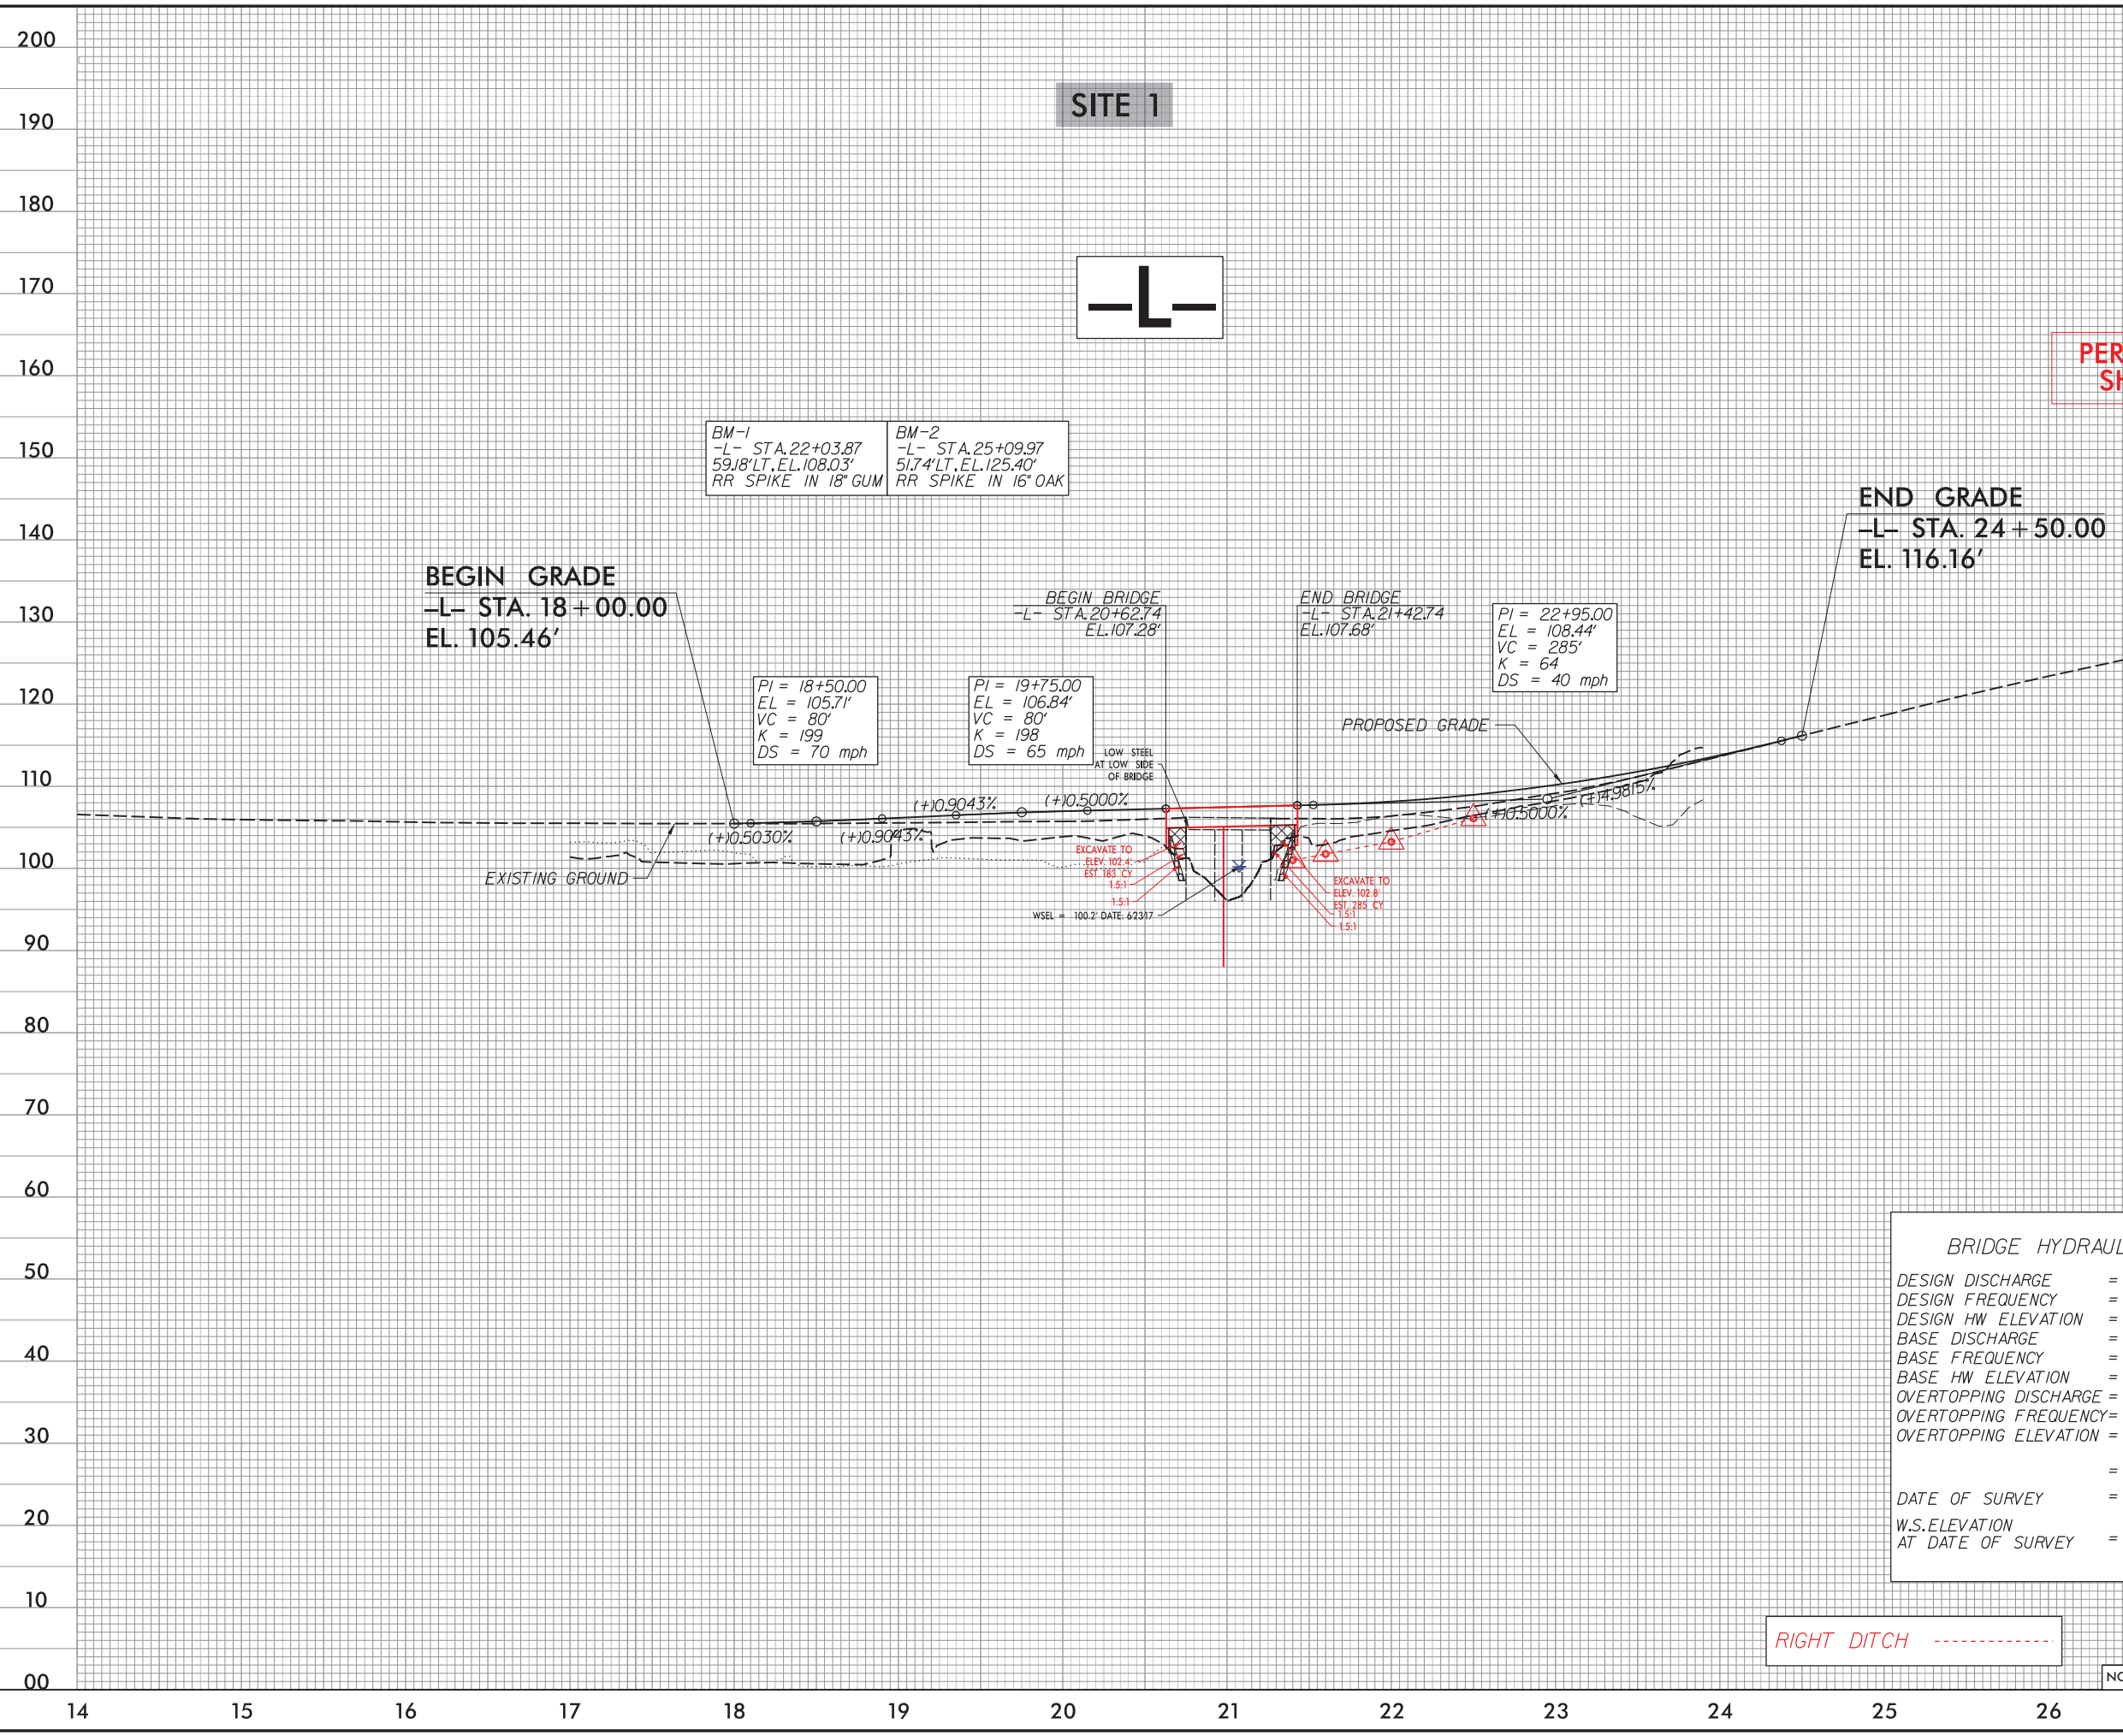 SITE 1
-L-
PER
SH
BM-1
-L- STA. 22+03.87
59.18' LT, EL. 108.03'
RR SPIKE IN 18" GUM
BM-2
-L- STA. 25+09.97
51.74' LT, EL. 125.40'
RR SPIKE IN 16" OAK
END GRADE
-L- STA. 24+50.00
EL. 116.16'
BEGIN GRADE
-L- STA. 18+00.00
EL. 105.46'
BEGIN BRIDGE
-L- STA. 20+62.74
EL. 107.28'
END BRIDGE
-L- STA. 21+42.74
EL. 107.68'
PI = 22+95.00
EL = 108.44'
VC = 285'
K = 64
DS = 40 mph
PI = 18+50.00
EL = 105.71'
VC = 80'
K = 199
DS = 70 mph
PI = 19+75.00
EL = 106.84'
VC = 80'
K = 198
DS = 65 mph
LOW STEEL
AT LOW SIDE
OF BRIDGE
PROPOSED GRADE
(+)0.5030%
(+)0.9043%
(+)0.9043%
(+)0.5000%
(+)0.5000%
(+)4.9815%
EXISTING GROUND
EXCAVATE TO
ELEV. 102.4'
EST. 183 CY
1.5:1
1.5:1
WSEL = 100.2' DATE: 6/23/17
EXCAVATE TO
ELEV. 102.8'
EST. 285 CY
1.5:1
1.5:1
BRIDGE HYDRAUL
DESIGN DISCHARGE =
DESIGN FREQUENCY =
DESIGN HW ELEVATION =
BASE DISCHARGE =
BASE FREQUENCY =
BASE HW ELEVATION =
OVERTOPPING DISCHARGE =
OVERTOPPING FREQUENCY =
OVERTOPPING ELEVATION =
=
DATE OF SURVEY =
W.S. ELEVATION
AT DATE OF SURVEY =
RIGHT DITCH
NO
200
190
180
170
160
150
140
130
120
110
100
90
80
70
60
50
40
30
20
10
00
14 15 16 17 18 19 20 21 22 23 24 25 26